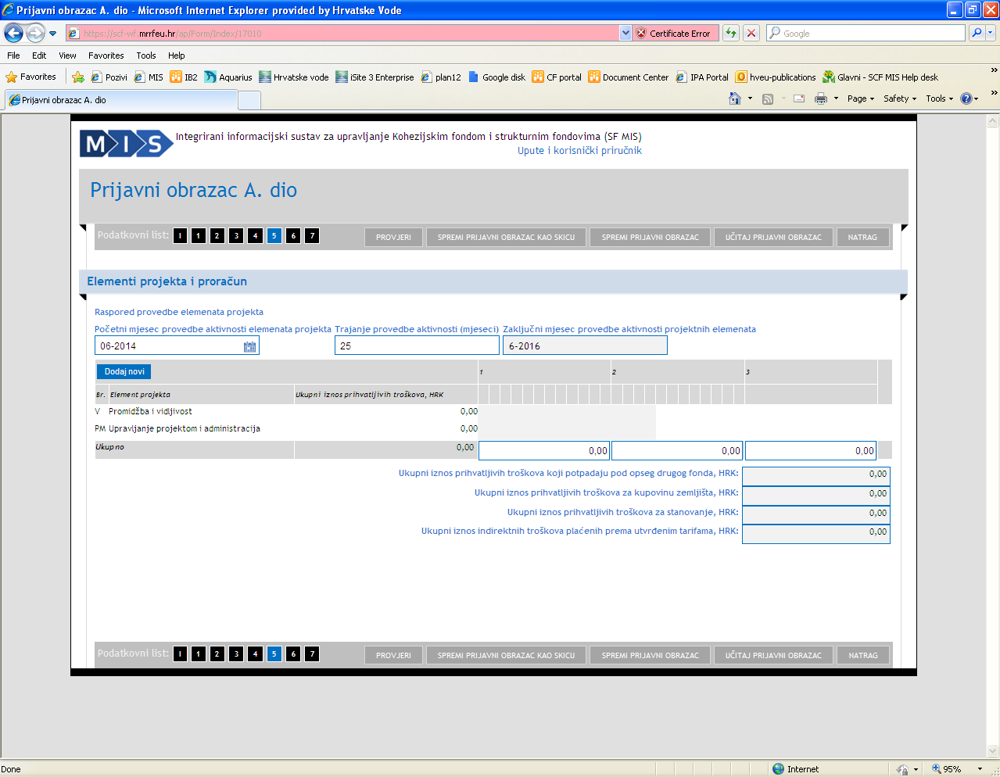 Prijavni obrazac A. dio - Microsoft Internet Explorer provided by Hrvatske Vode
https://scf-wf.mrrfeu.hr/ap/Form/Index/17010 Certificate Error Google
File Edit View Favorites Tools Help
Favorites Pozivi MIS IB2 Aquarius Hrvatske vode iSite 3 Enterprise plan12 Google disk CF portal Document Center IPA Portal hveu-publications Glavni - SCF MIS Help desk
Prijavni obrazac A. dio Page Safety Tools
MIS Integrirani informacijski sustav za upravljanje Kohezijskim fondom i strukturnim fondovima (SF MIS)
Upute i korisnički priručnik
Prijavni obrazac A. dio
Podatkovni list: I 1 2 3 4 5 6 7 PROVJERI SPREMI PRIJAVNI OBRAZAC KAO SKICU SPREMI PRIJAVNI OBRAZAC UČITAJ PRIJAVNI OBRAZAC NATRAG
Elementi projekta i proračun
Raspored provedbe elemenata projekta
Početni mjesec provedbe aktivnosti elemenata projekta Trajanje provedbe aktivnosti (mjeseci) Zaključni mjesec provedbe aktivnosti projektnih elemenata
06-2014 25 6-2016
Dodaj novi 1 2 3
Br. Element projekta Ukupni iznos prihvatljivih troškova, HRK
V Promidžba i vidljivost 0,00
PM Upravljanje projektom i administracija 0,00
Ukupno 0,00 0,00 0,00 0,00
Ukupni iznos prihvatljivih troškova koji potpadaju pod opseg drugog fonda, HRK: 0,00
Ukupni iznos prihvatljivih troškova za kupovinu zemljišta, HRK: 0,00
Ukupni iznos prihvatljivih troškova za stanovanje, HRK: 0,00
Ukupni iznos indirektnih troškova plaćenih prema utvrđenim tarifama, HRK: 0,00
Podatkovni list: I 1 2 3 4 5 6 7 PROVJERI SPREMI PRIJAVNI OBRAZAC KAO SKICU SPREMI PRIJAVNI OBRAZAC UČITAJ PRIJAVNI OBRAZAC NATRAG
Done Internet 95%